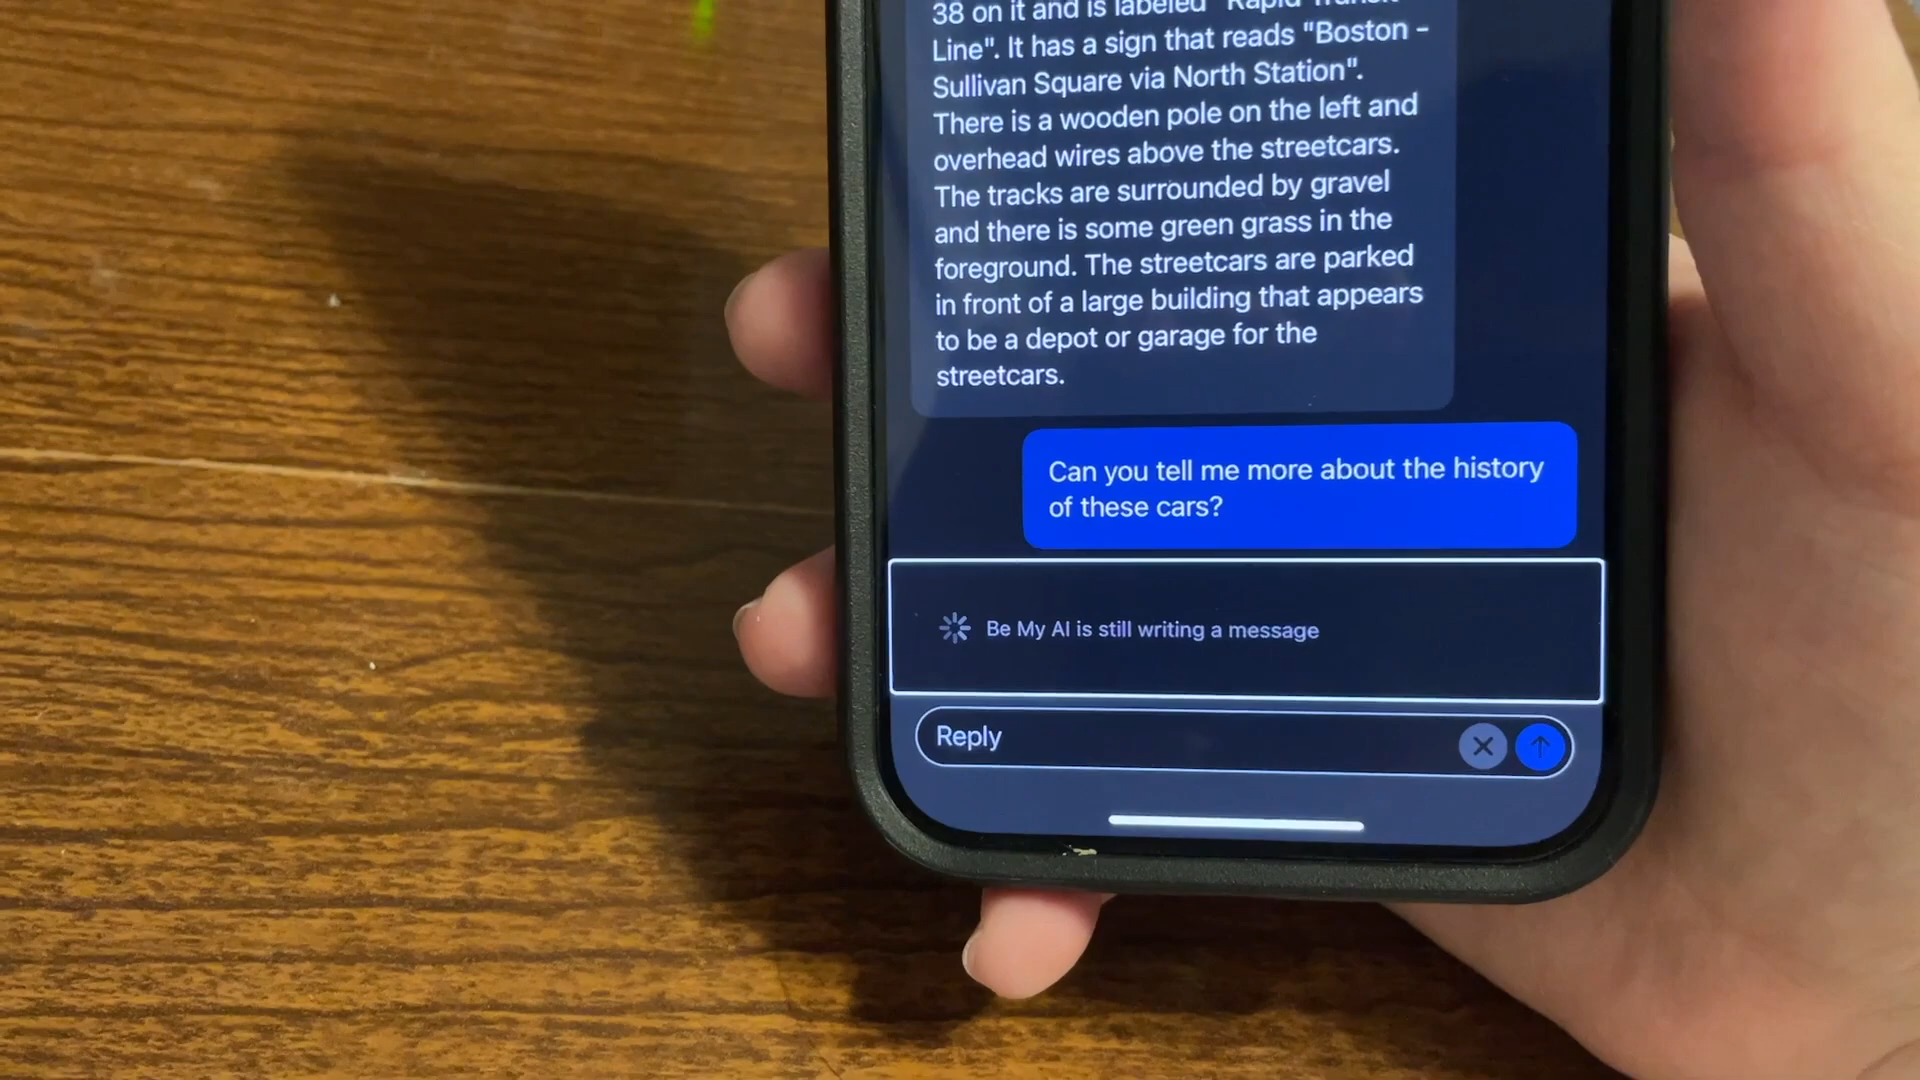 38 on it and is labeled "Rapid Transit
Line". It has a sign that reads "Boston -
Sullivan Square via North Station".
There is a wooden pole on the left and
overhead wires above the streetcars.
The tracks are surrounded by gravel
and there is some green grass in the
foreground. The streetcars are parked
in front of a large building that appears
to be a depot or garage for the
streetcars.
Can you tell me more about the history
of these cars?
Be My AI is still writing a message
Reply